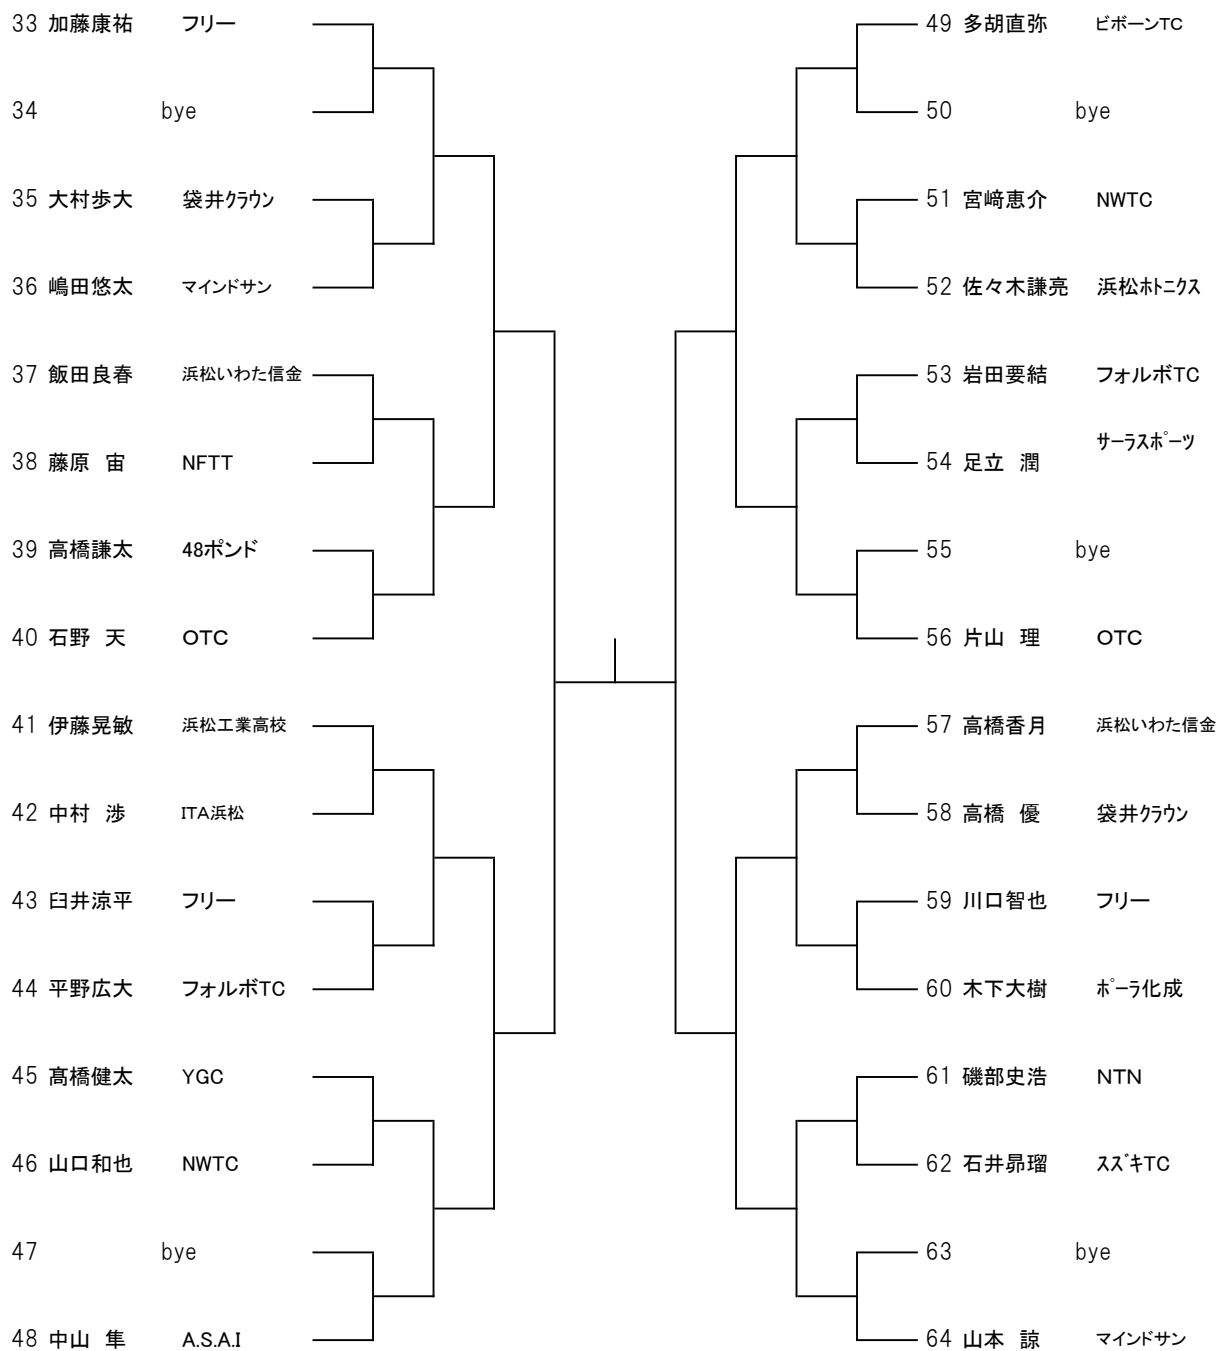 33 加藤康祐 フリー
34 bye
35 大村歩大 袋井クラウン
36 嶋田悠太 マインドサン
37 飯田良春 浜松いわた信金
38 藤原 宙 NFTT
39 高橋謙太 48ポンド
40 石野 天 OTC
41 伊藤晃敏 浜松工業高校
42 中村 渉 ITA浜松
43 臼井涼平 フリー
44 平野広大 フォルボTC
45 髙橋健太 YGC
46 山口和也 NWTC
47 bye
48 中山 隼 A.S.A.I
49 多胡直弥 ビボーンTC
50 bye
51 宮﨑恵介 NWTC
52 佐々木謙亮 浜松ホトニクス
53 岩田要結 フォルボTC
54 足立 潤 サーラスポーツ
55 bye
56 片山 理 OTC
57 高橋香月 浜松いわた信金
58 高橋 優 袋井クラウン
59 川口智也 フリー
60 木下大樹 ポーラ化成
61 磯部史浩 NTN
62 石井昴瑠 スズキTC
63 bye
64 山本 諒 マインドサン